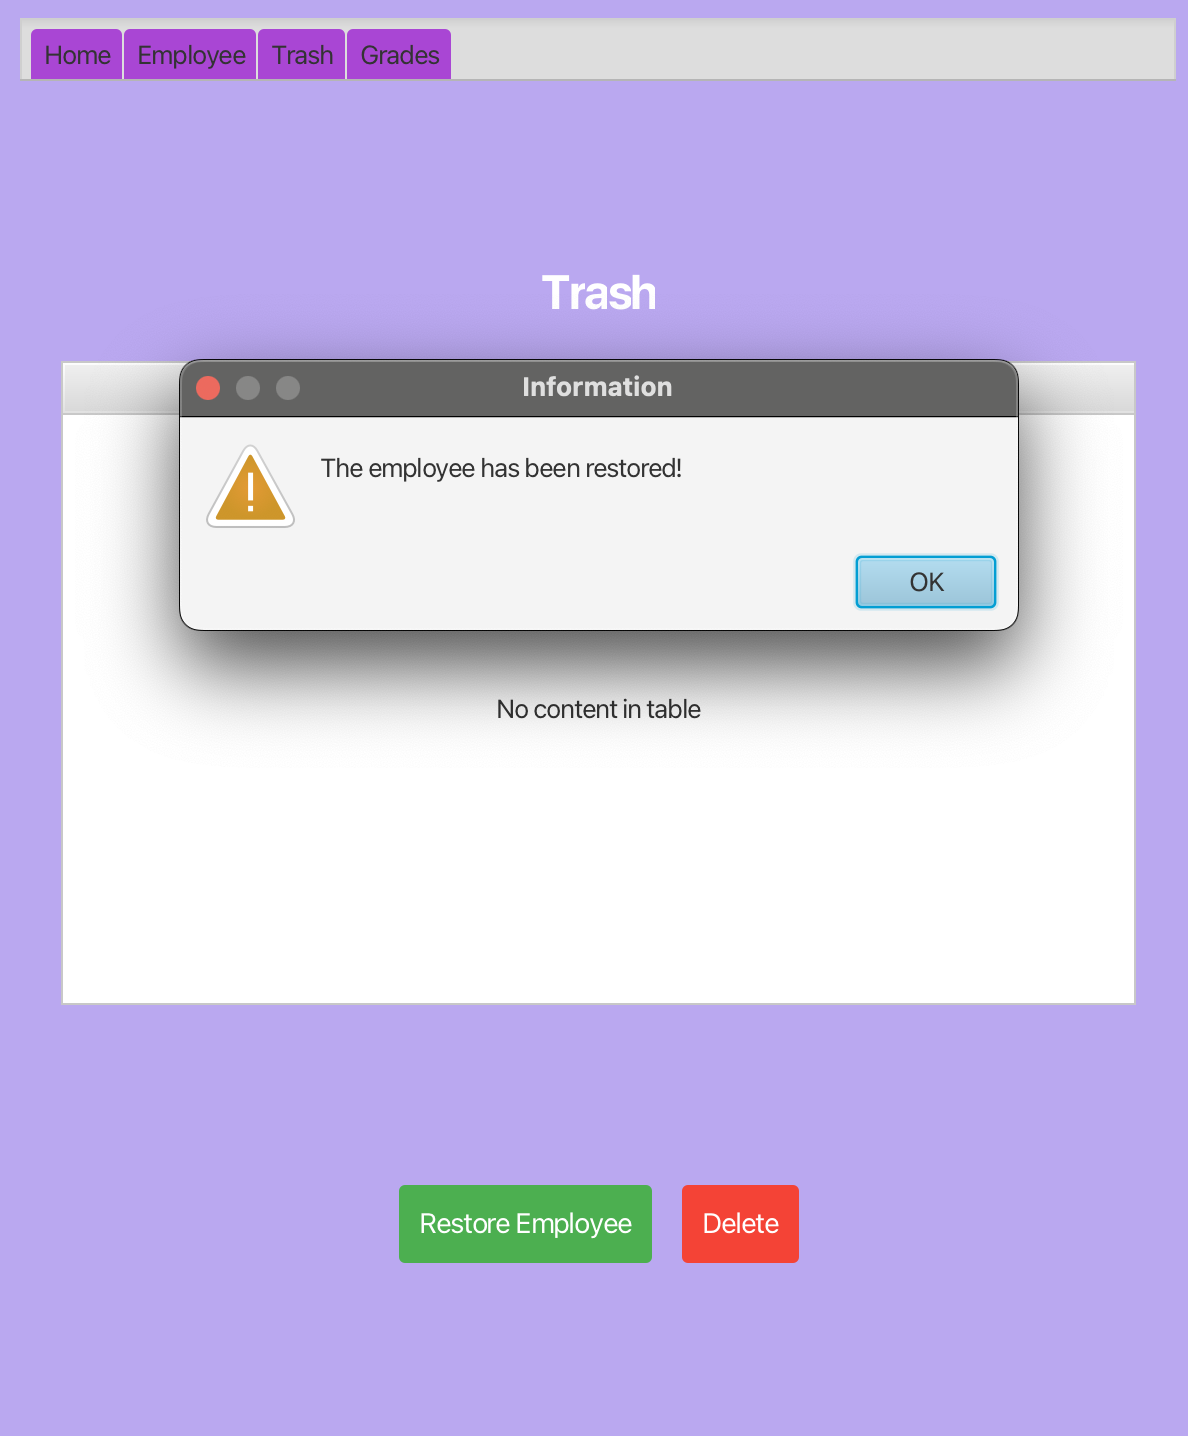 Home Employee Trash Grades
Trash
Information
The employee has been restored!
OK
No content in table
Restore Employee Delete